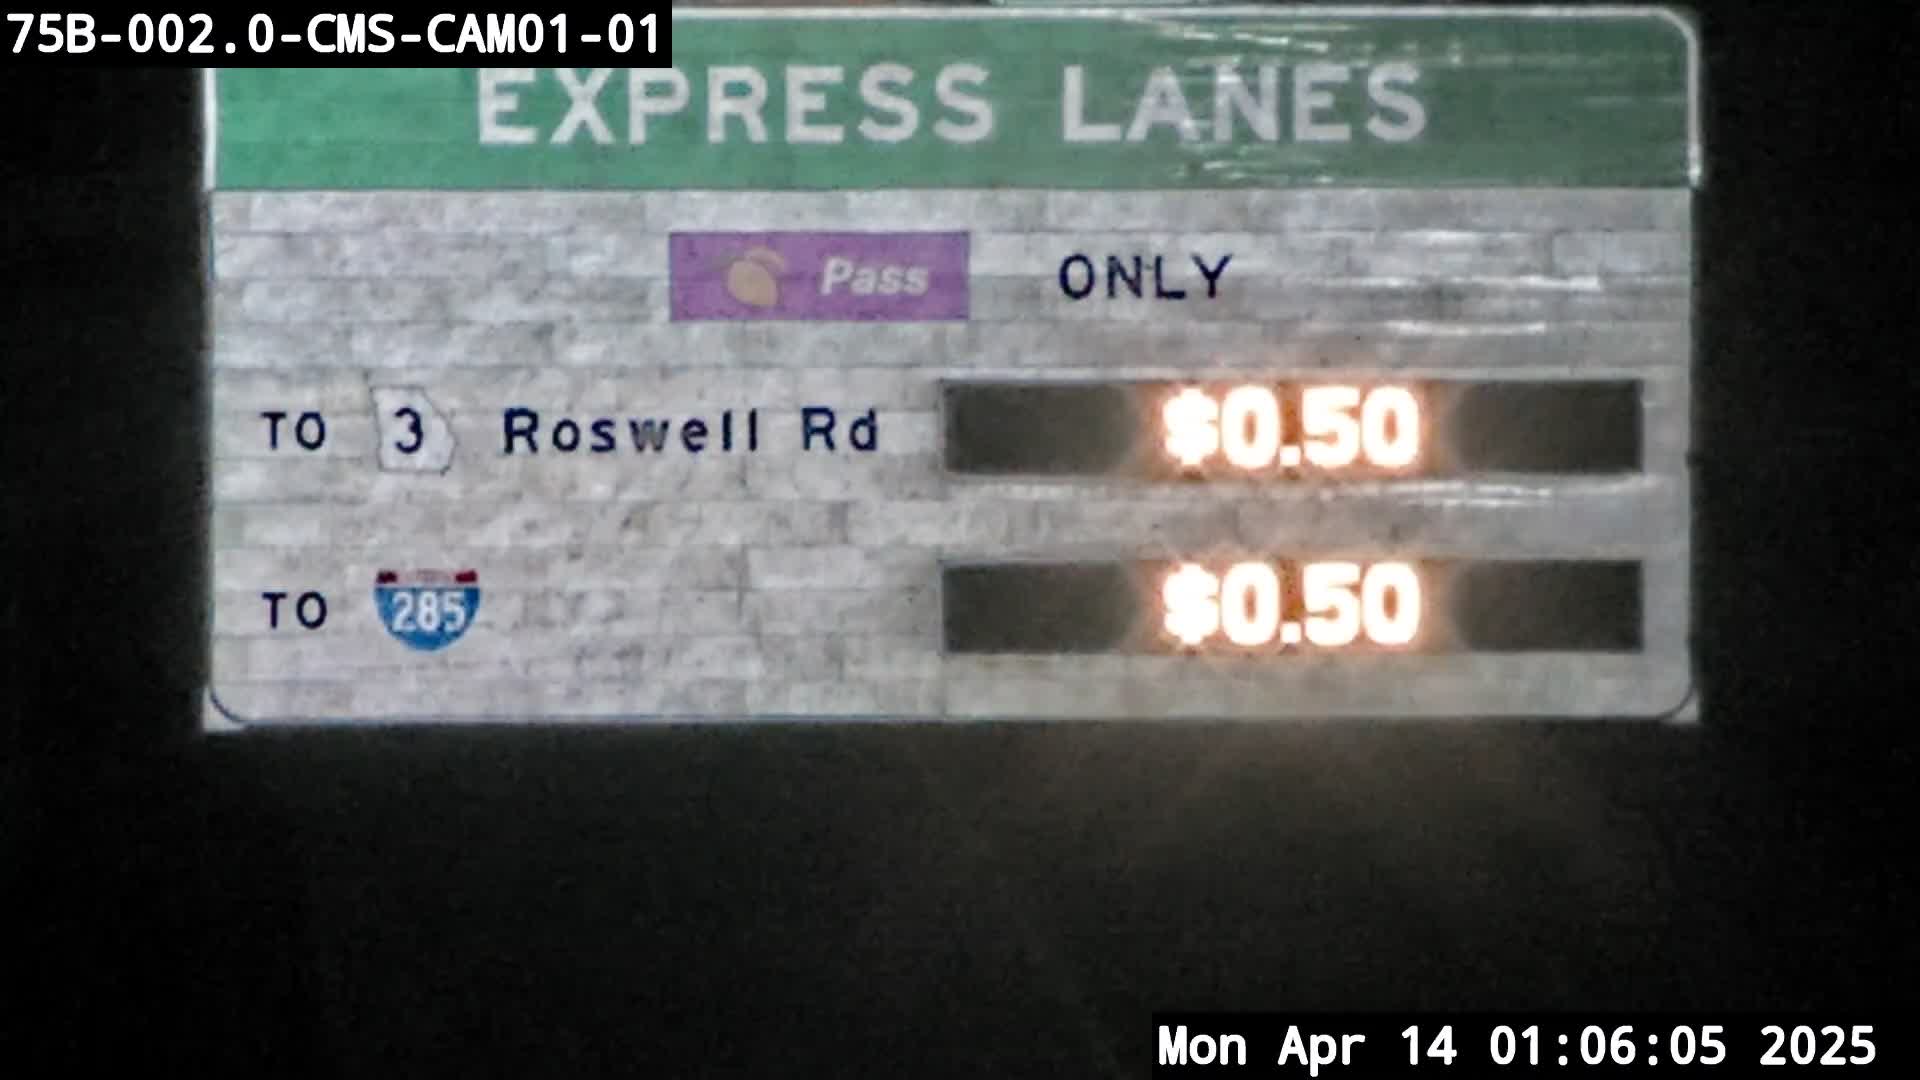 75B-002.0-CMS-CAM01-01
EXPRESS LANES
Pass ONLY
TO 3 Roswell Rd $0.50
TO 285 $0.50
Mon Apr 14 01:06:05 2025